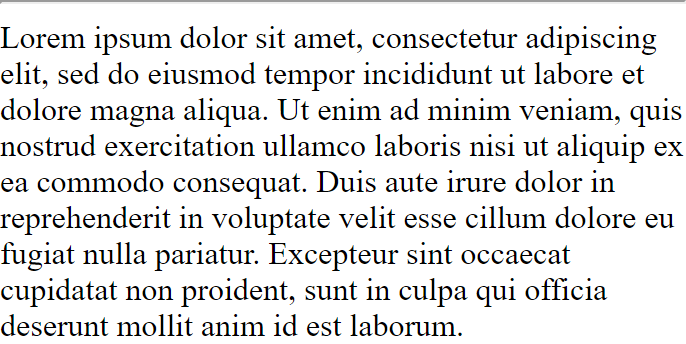 Lorem ipsum dolor sit amet, consectetur adipiscing
elit, sed do eiusmod tempor incididunt ut labore et
dolore magna aliqua. Ut enim ad minim veniam, quis
nostrud exercitation ullamco laboris nisi ut aliquip ex
ea commodo consequat. Duis aute irure dolor in
reprehenderit in voluptate velit esse cillum dolore eu
fugiat nulla pariatur. Excepteur sint occaecat
cupidatat non proident, sunt in culpa qui officia
deserunt mollit anim id est laborum.